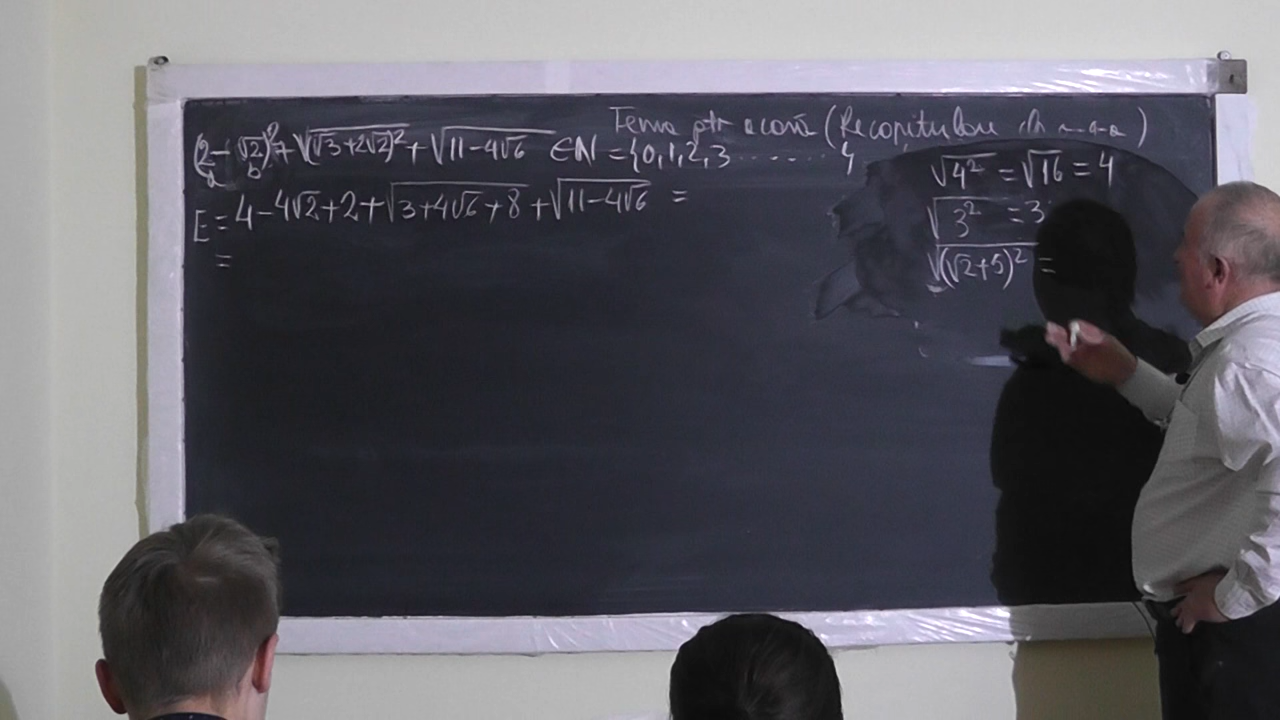 Tema ptr acasă (Recapitulare
(2-√2)²+√(√3+2√2)²+√11-4√6 ∈N={0,1,2,3.......}
a b
E=4-4√2+2+√3+4√6+8+√11-4√6 =
=
√4² =√16=4
√3² =3
√(√2+5)² =